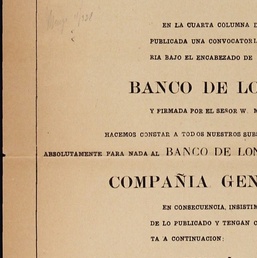 EN LA CUARTA COLUMNA D
PUBLICADA UNA CONVOCATORI
RIA BAJO EL ENCABEZADO DE
BANCO DE LO
Y FIRMADA POR EL SEÑOR W.
HACEMOS CONSTAR A TODOS NUESTROS SUS
ABSOLUTAMENTE PARA NADA AL BANCO DE LON
COMPAÑIA GEN
EN CONSECUENCIA, INSISTI
DE LO PUBLICADO Y TENGAN C
TA A CONTINUACION: